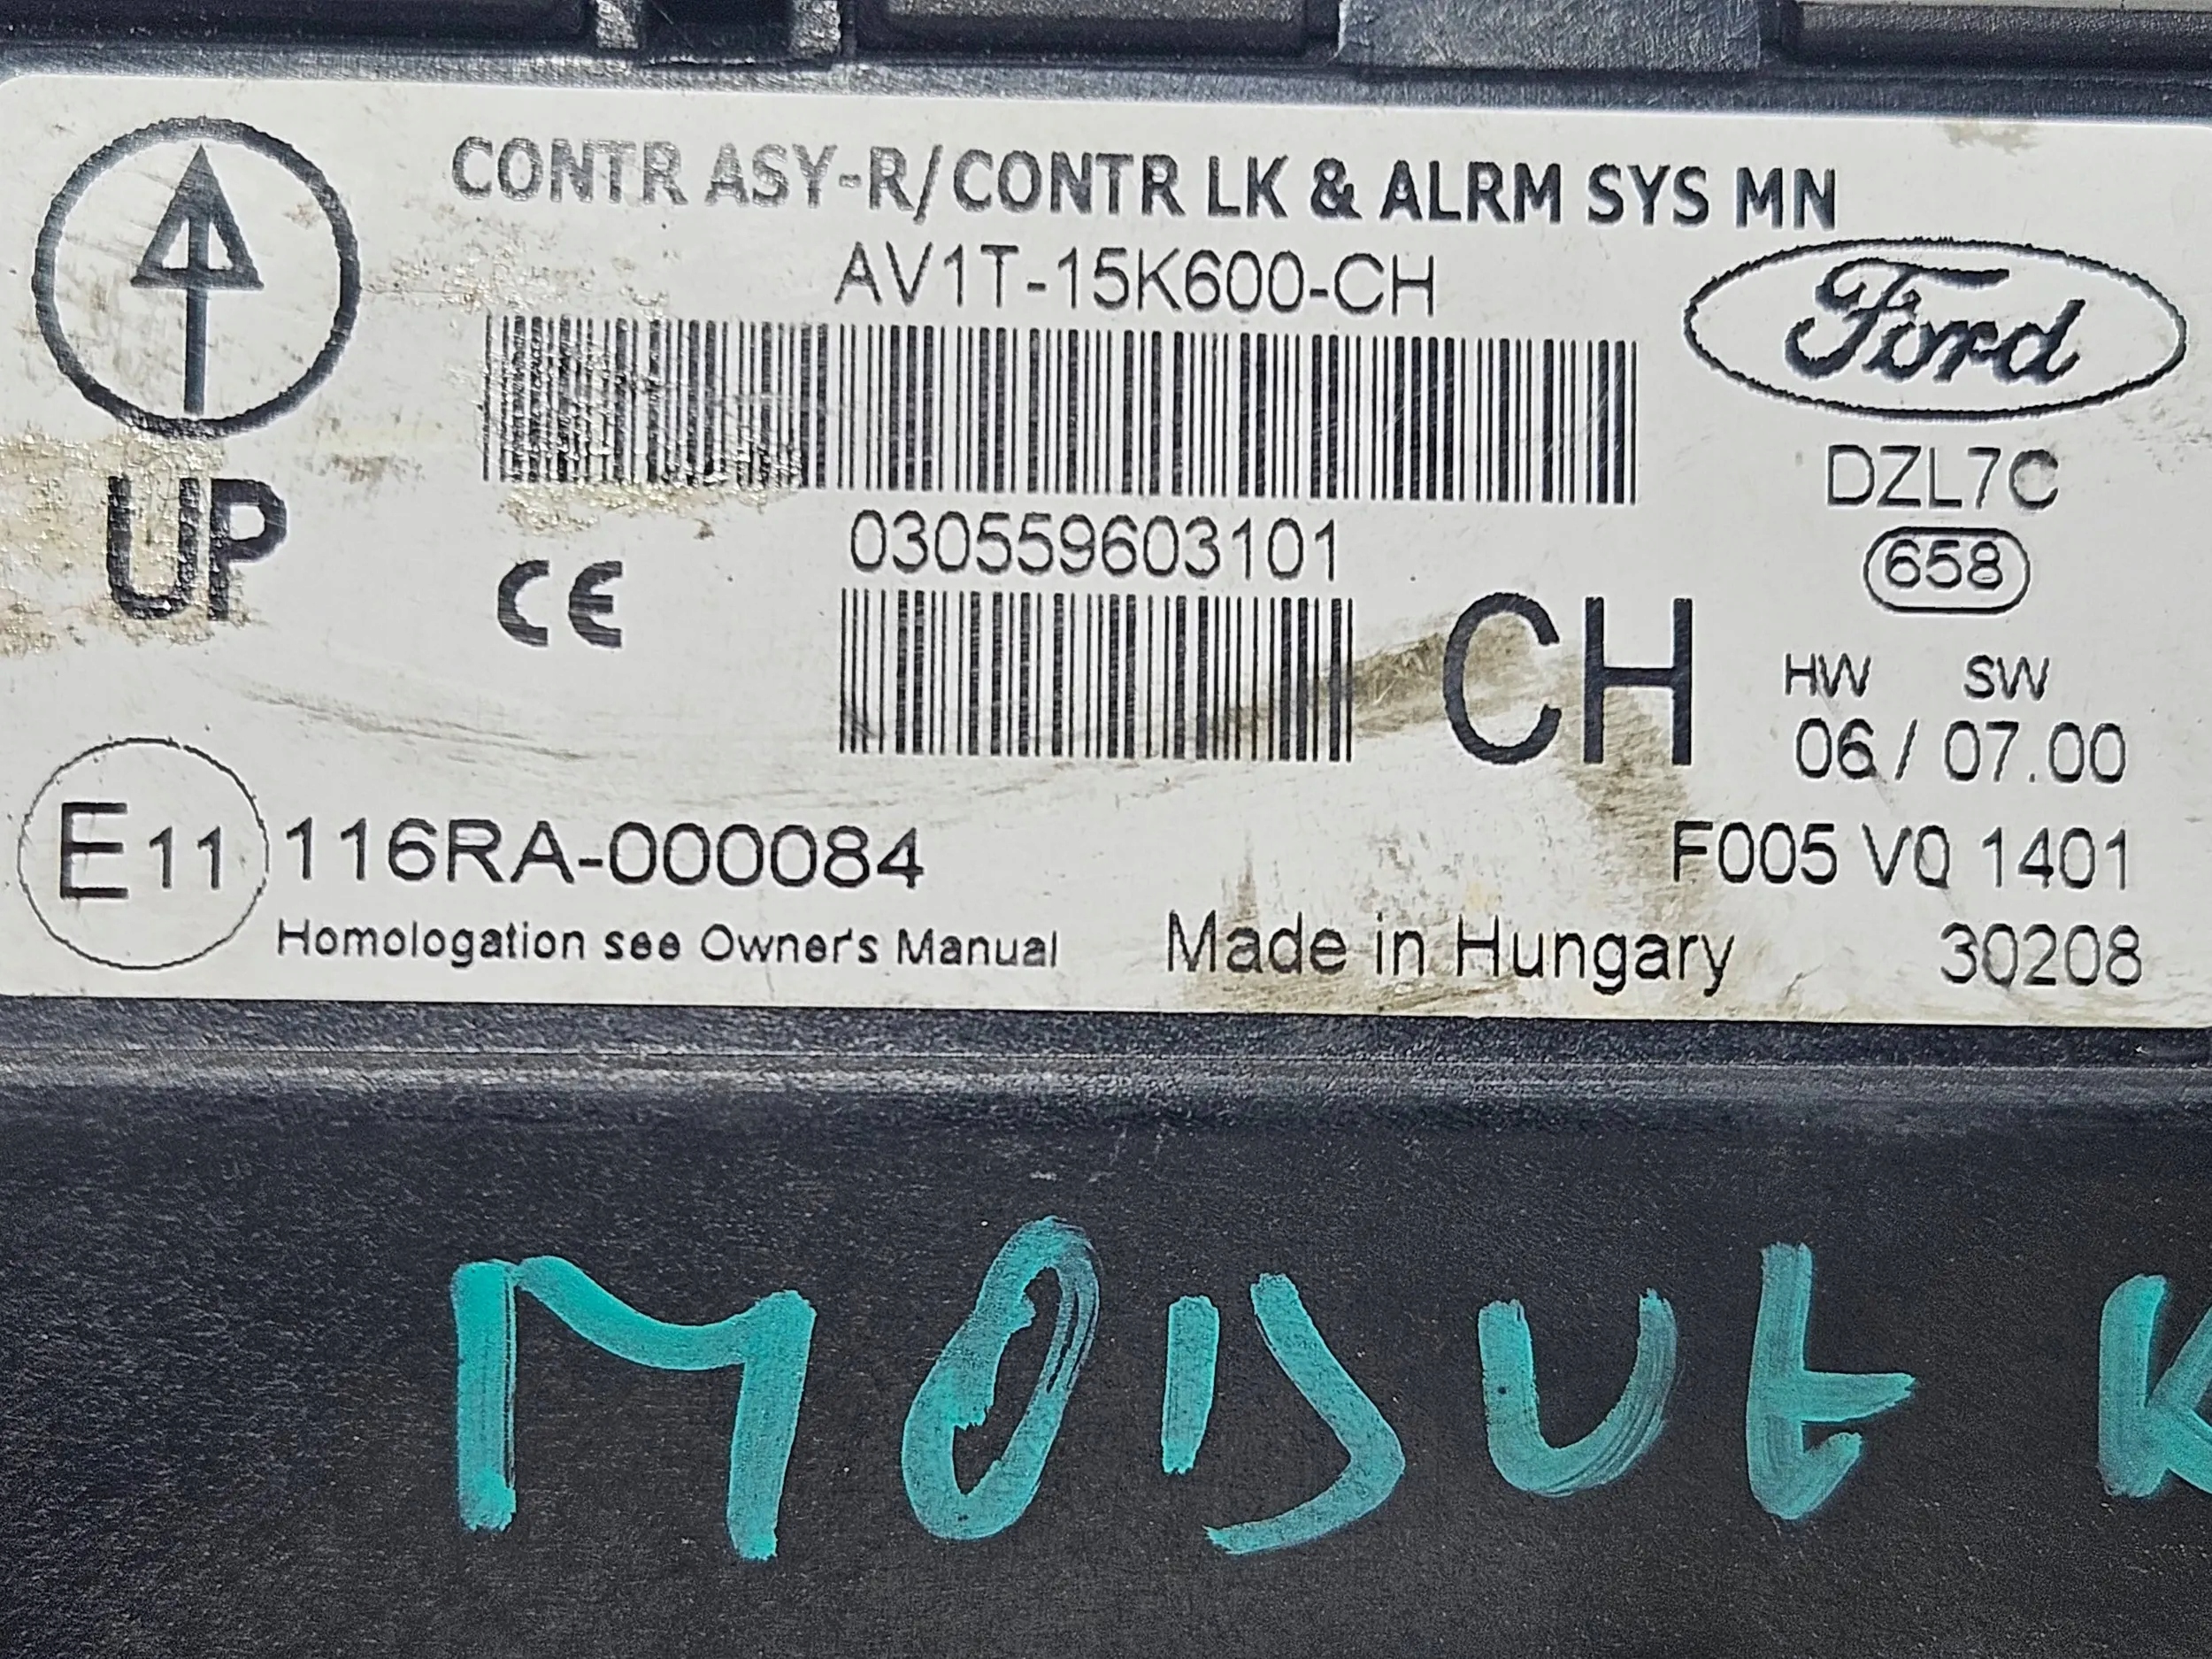 CONTR ASY-R/CONTR LK & ALRM SYS MN
AV1T-15K600-CH
Ford
UP
DZL7C
030559603101
658
CE
CH
HW SW
06 / 07.00
E11 116RA-000084
F005 V0 1401
Homologation see Owner's Manual
Made in Hungary
30208